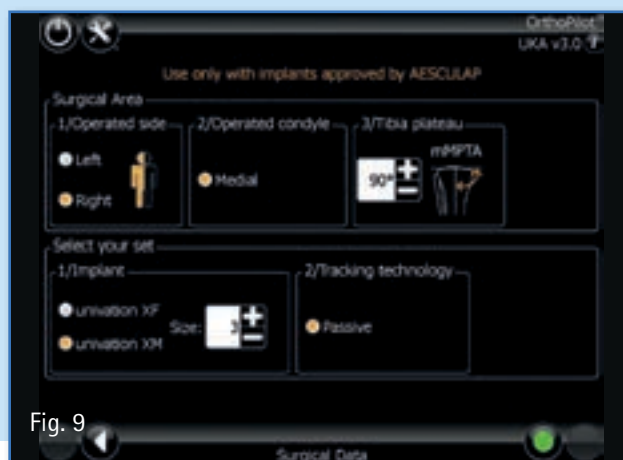 OrthoPilot®
UKA v3.0
Use only with implants approved by AESCULAP
Surgical Area
1/Operated side
2/Operated condyle
3/Tibia plateau
Left
Right
Medial
90°
mMPTA
Select your set
1/Implant
2/Tracking technology
univation XF
univation XM
Size:
3
Passive
Fig. 9
Surgical Data